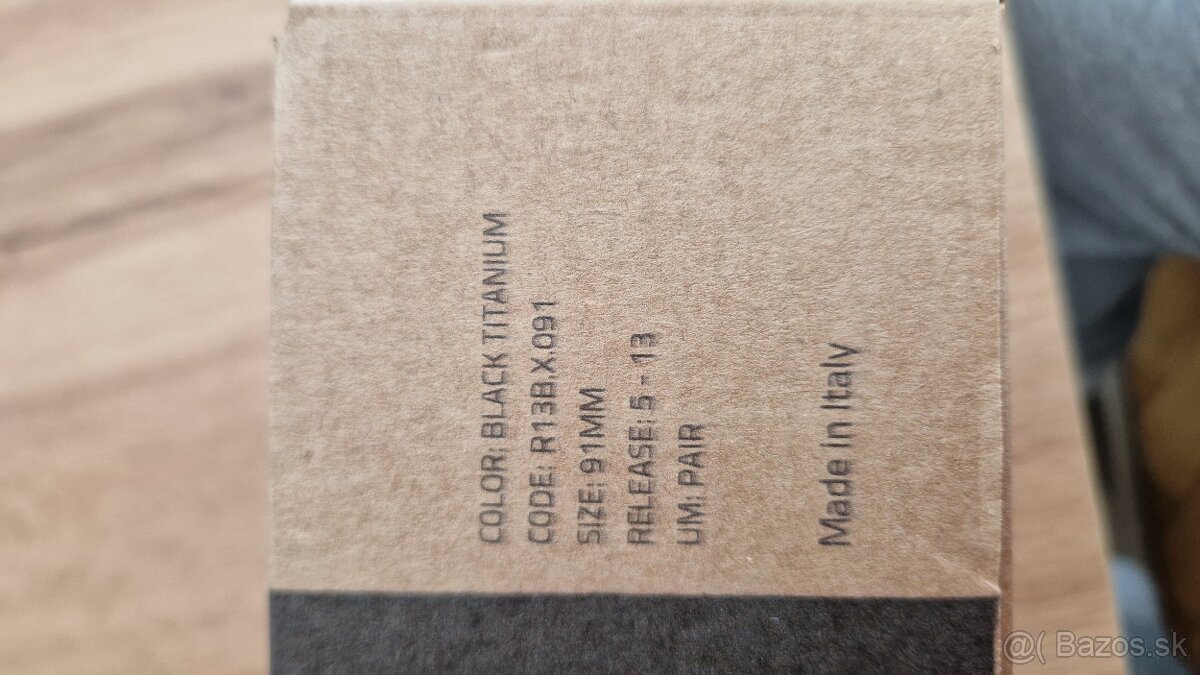 COLOR: BLACK TITANIUM
CODE: R13B.X.091
SIZE: 91MM
RELEASE: 5 - 13
UM: PAIR
Made in Italy
@( Bazos.sk